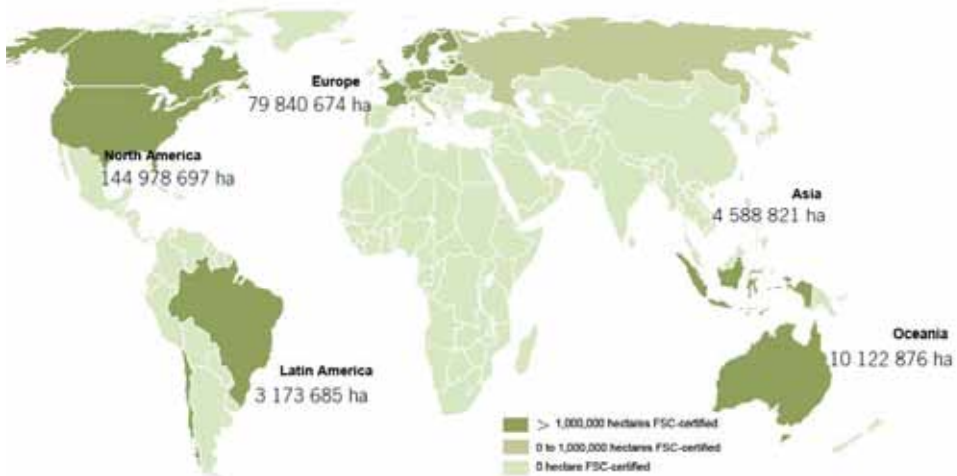 Europe
79 840 674 ha
North America
144 978 697 ha
Asia
4 588 821 ha
Oceania
10 122 876 ha
Latin America
3 173 685 ha
> 1,000,000 hectares FSC-certified
0 to 1,000,000 hectares FSC-certified
0 hectare FSC-certified